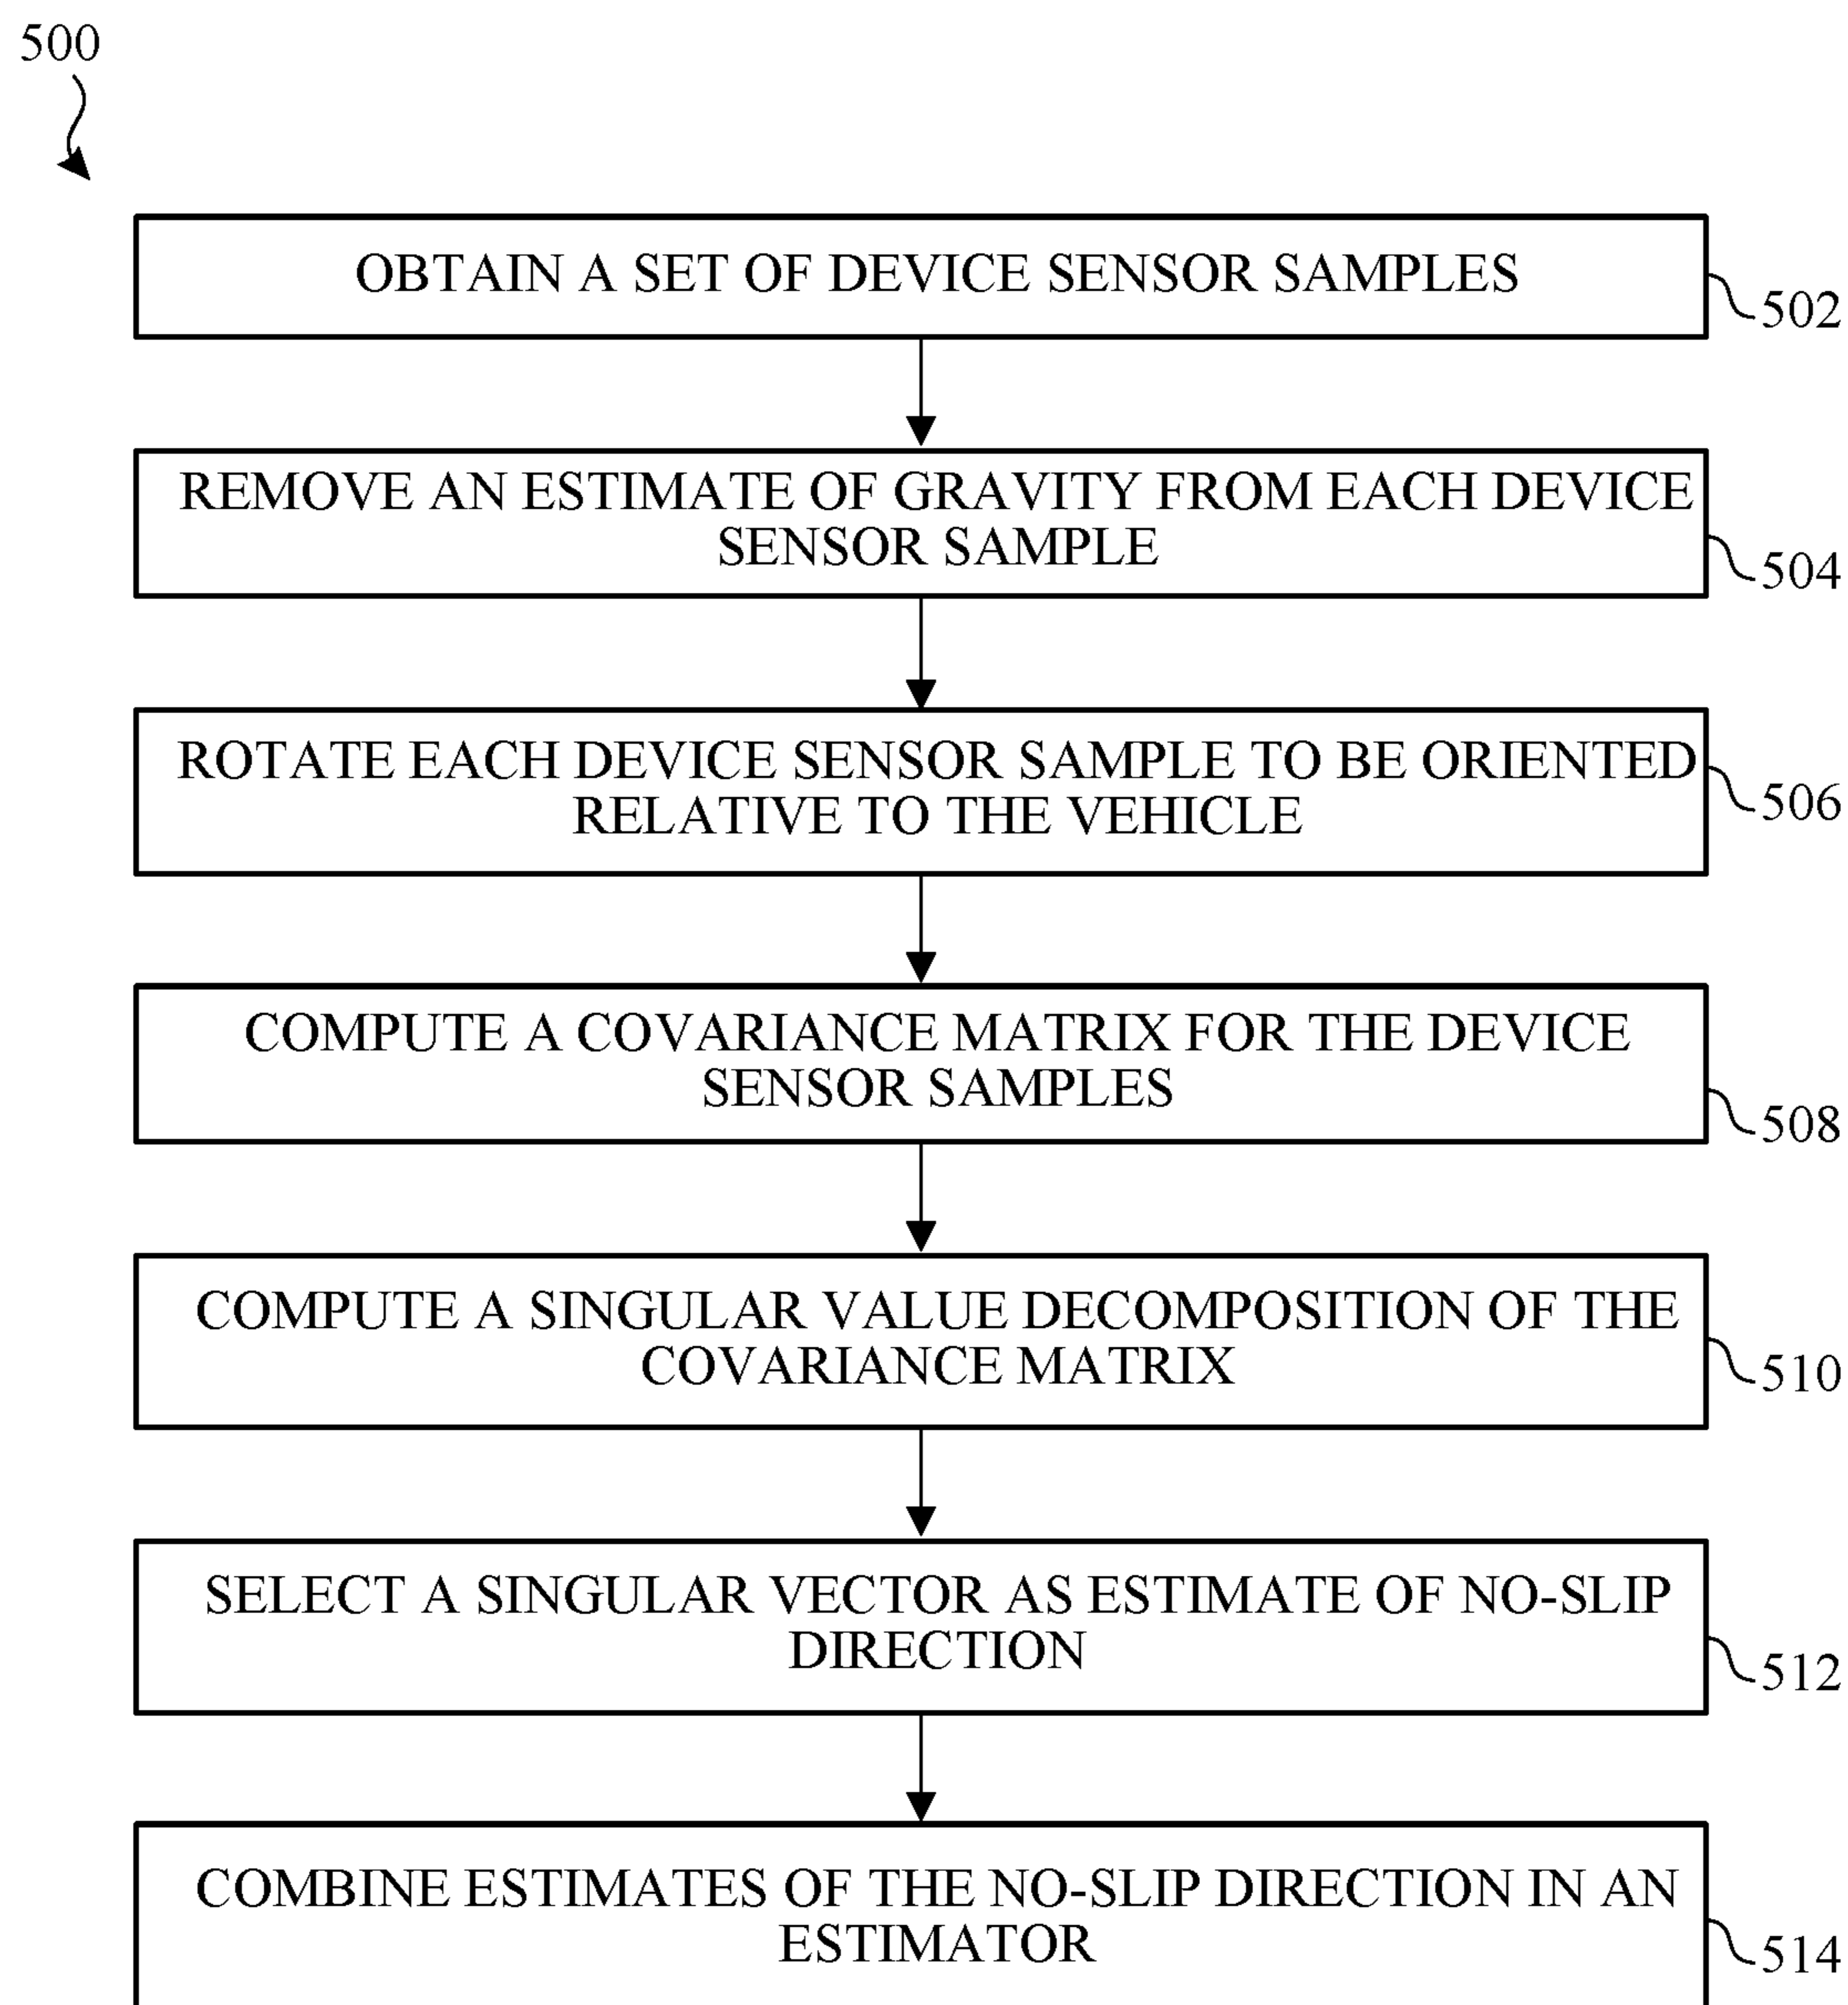 500
OBTAIN A SET OF DEVICE SENSOR SAMPLES
502
REMOVE AN ESTIMATE OF GRAVITY FROM EACH DEVICE
SENSOR SAMPLE
504
ROTATE EACH DEVICE SENSOR SAMPLE TO BE ORIENTED
RELATIVE TO THE VEHICLE
506
COMPUTE A COVARIANCE MATRIX FOR THE DEVICE
SENSOR SAMPLES
508
COMPUTE A SINGULAR VALUE DECOMPOSITION OF THE
COVARIANCE MATRIX
510
SELECT A SINGULAR VECTOR AS ESTIMATE OF NO-SLIP
DIRECTION
512
COMBINE ESTIMATES OF THE NO-SLIP DIRECTION IN AN
ESTIMATOR
514